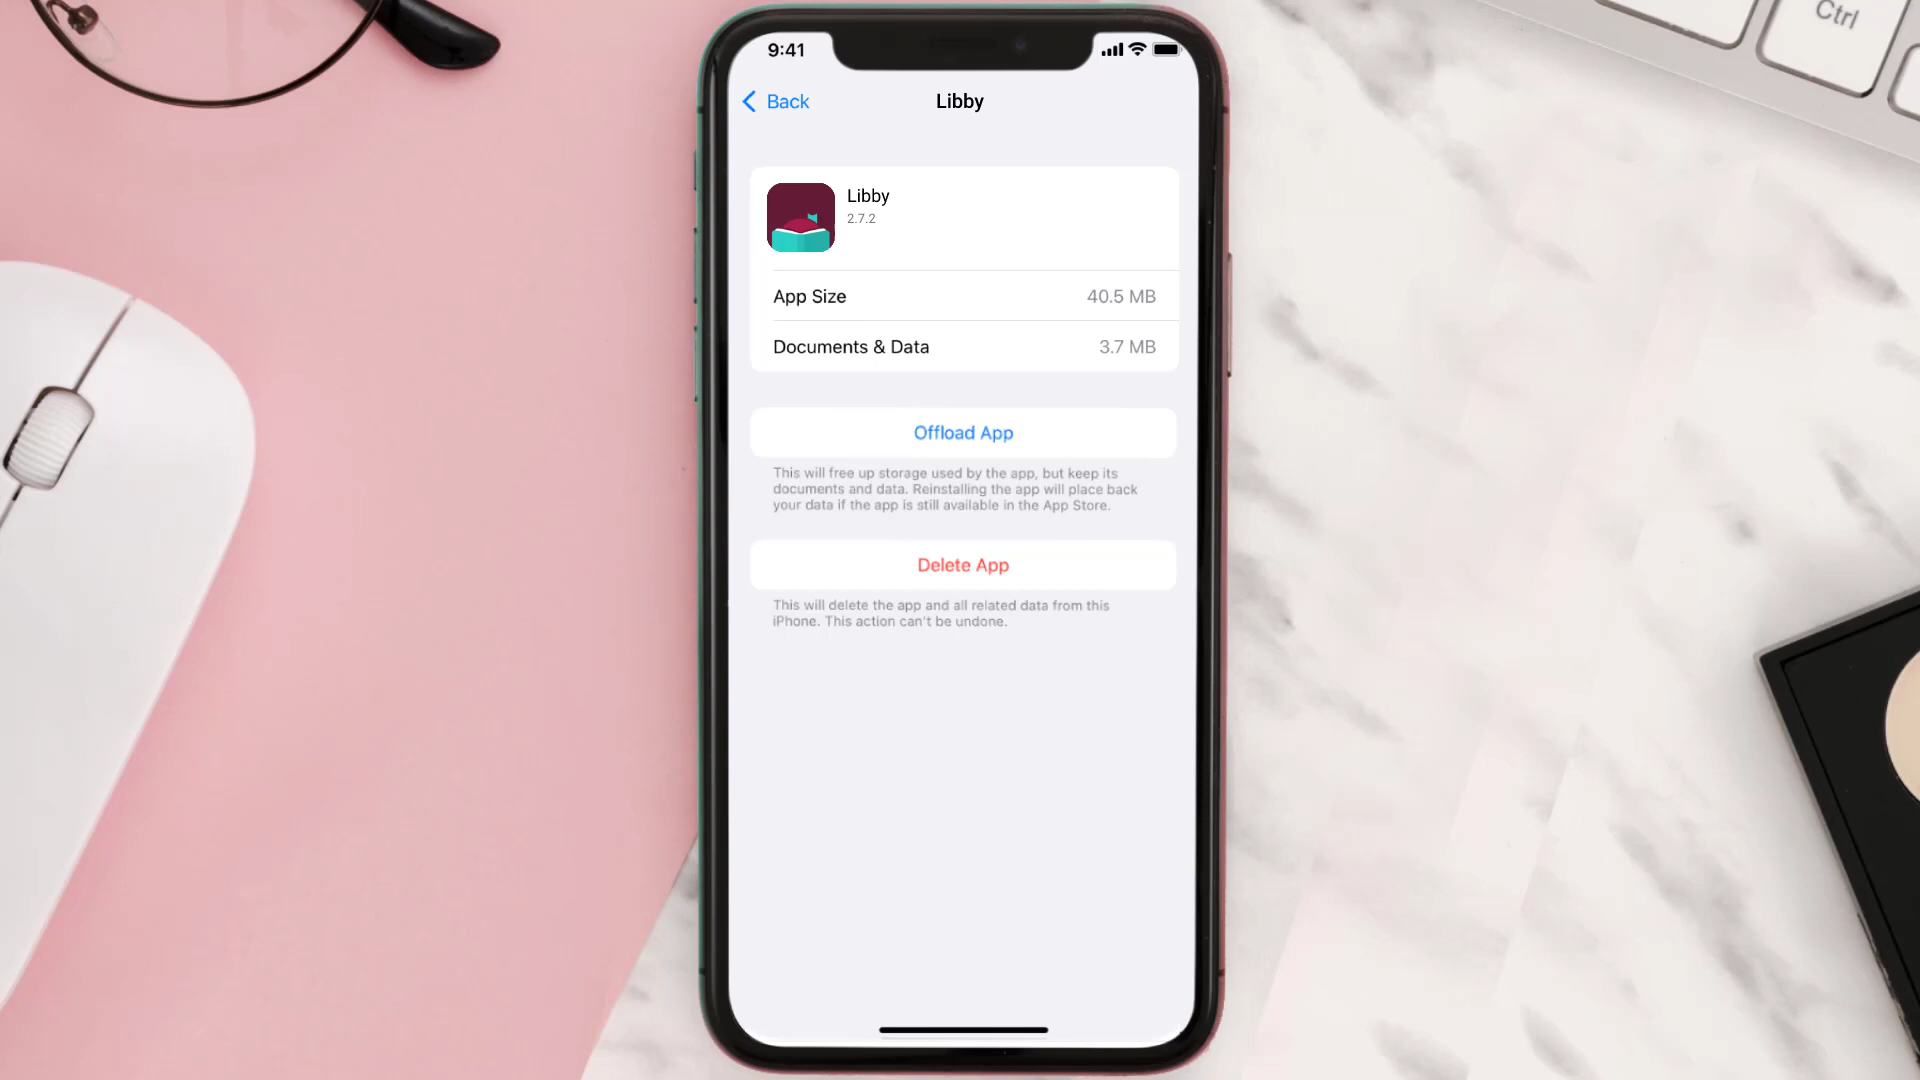 9:41
Back
Libby
Libby
2.7.2
App Size
40.5 MB
Documents & Data
3.7 MB
Offload App
This will free up storage used by the app, but keep its
documents and data. Reinstalling the app will place back
your data if the app is still available in the App Store.
Delete App
This will delete the app and all related data from this
iPhone. This action can't be undone.
Ctrl